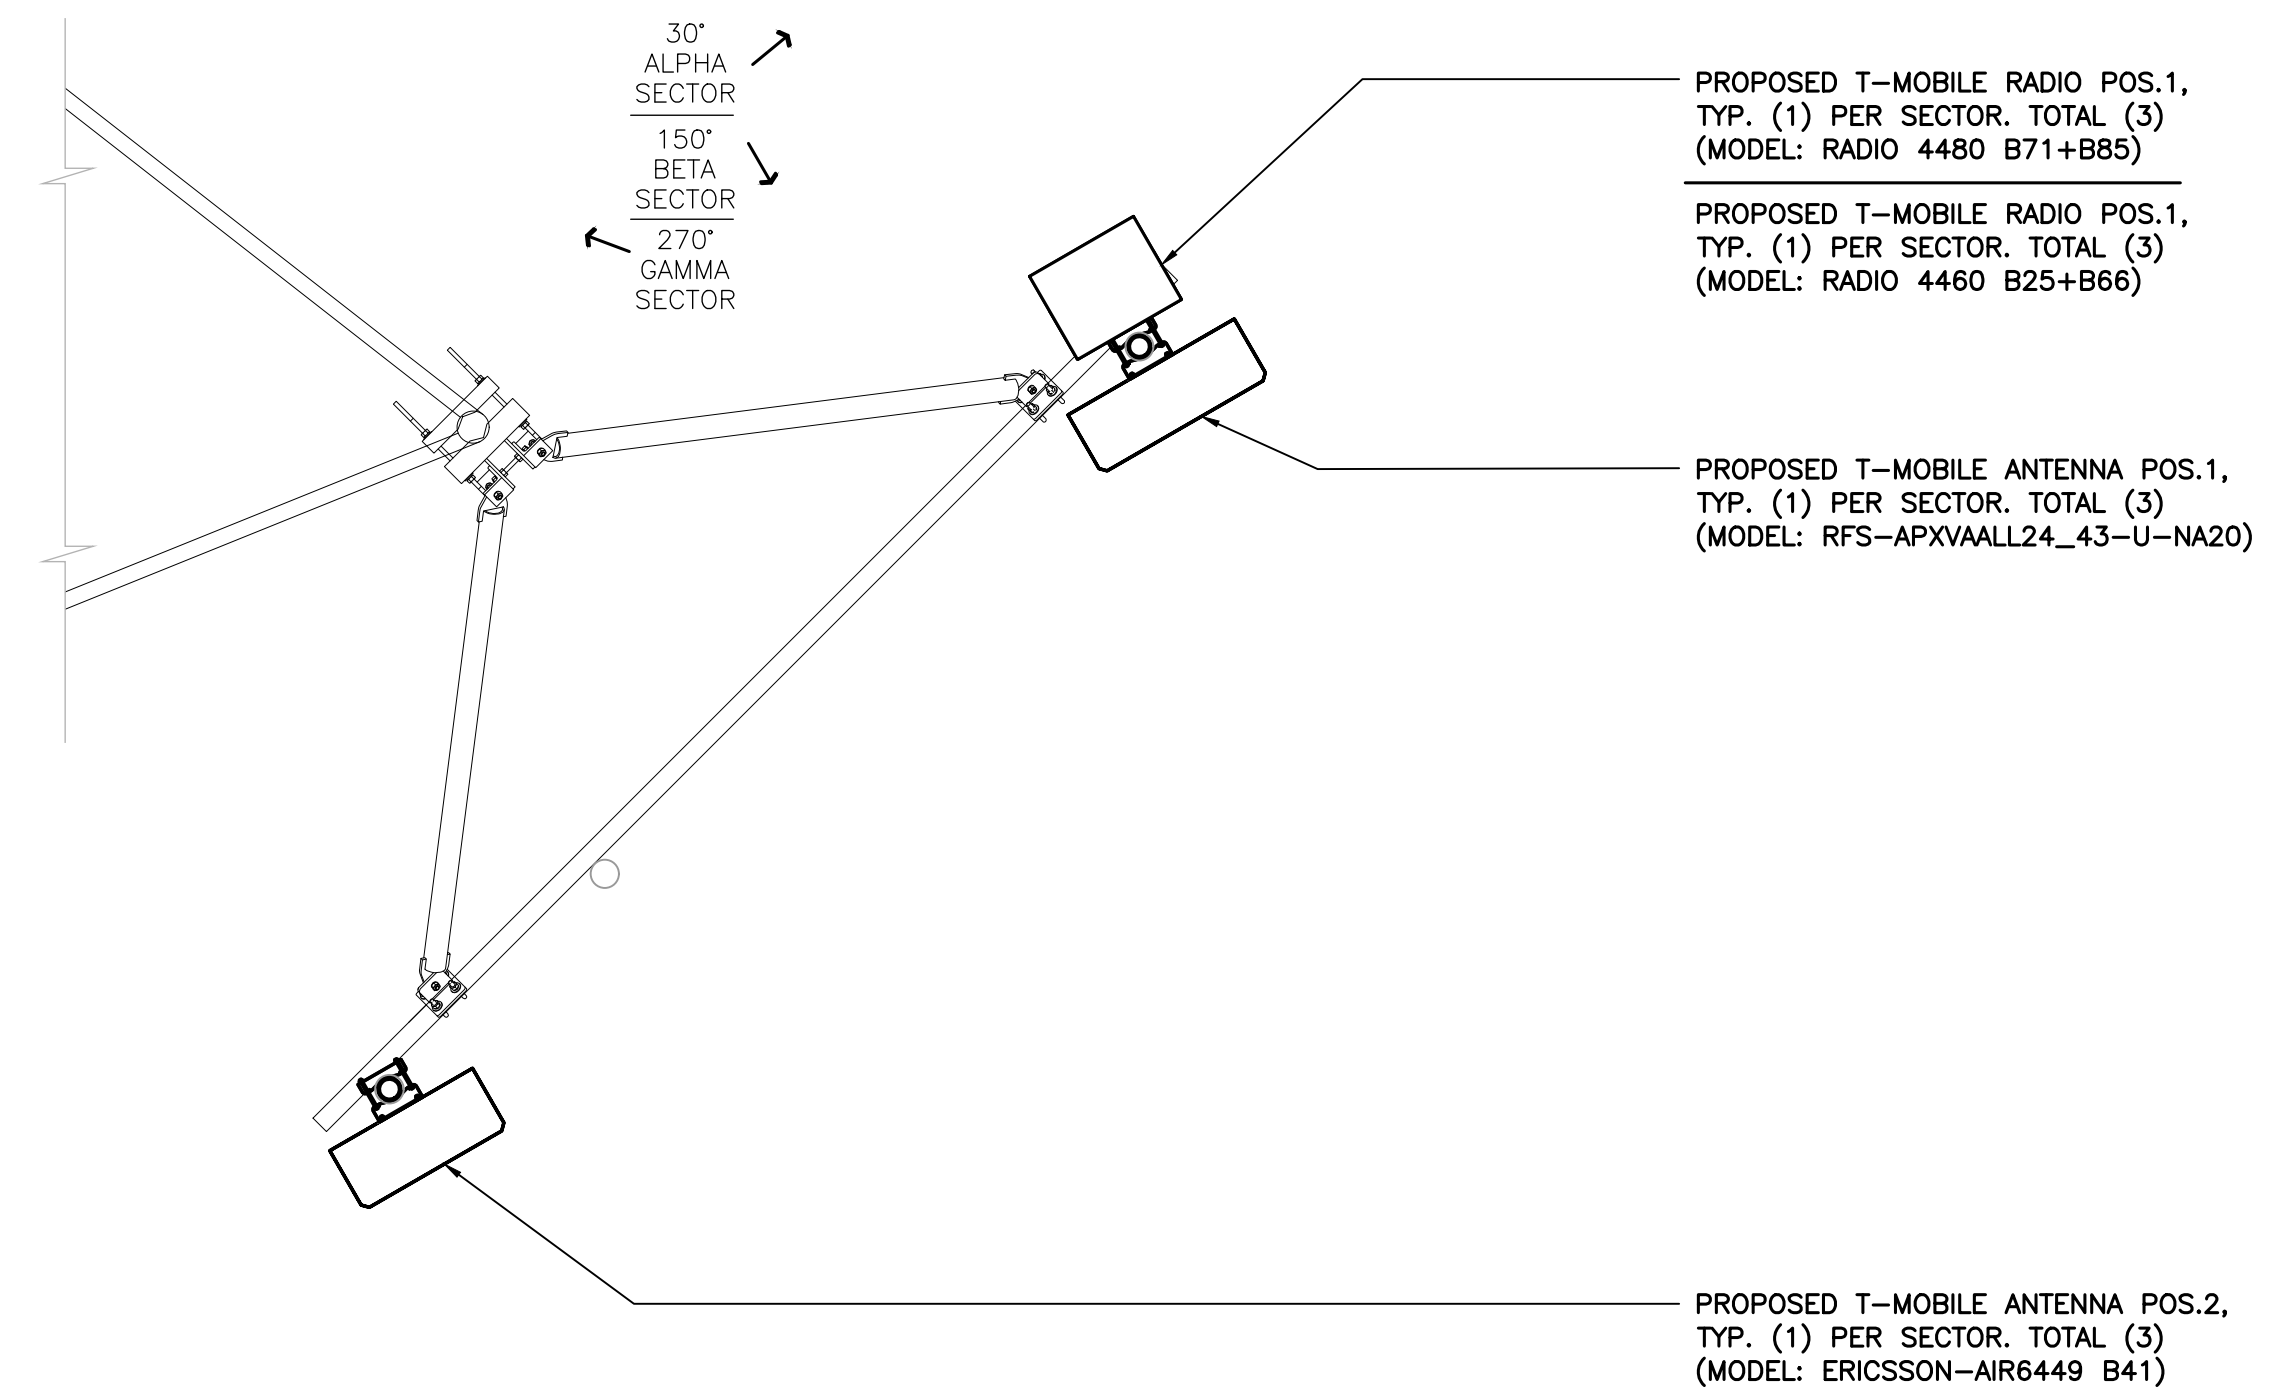 30°
ALPHA
SECTOR
150°
BETA
SECTOR
270°
GAMMA
SECTOR
PROPOSED T-MOBILE RADIO POS.1,
TYP. (1) PER SECTOR. TOTAL (3)
(MODEL: RADIO 4480 B71+B85)
PROPOSED T-MOBILE RADIO POS.1,
TYP. (1) PER SECTOR. TOTAL (3)
(MODEL: RADIO 4460 B25+B66)
PROPOSED T-MOBILE ANTENNA POS.1,
TYP. (1) PER SECTOR. TOTAL (3)
(MODEL: RFS-APXVAALL24_43-U-NA20)
PROPOSED T-MOBILE ANTENNA POS.2,
TYP. (1) PER SECTOR. TOTAL (3)
(MODEL: ERICSSON-AIR6449 B41)